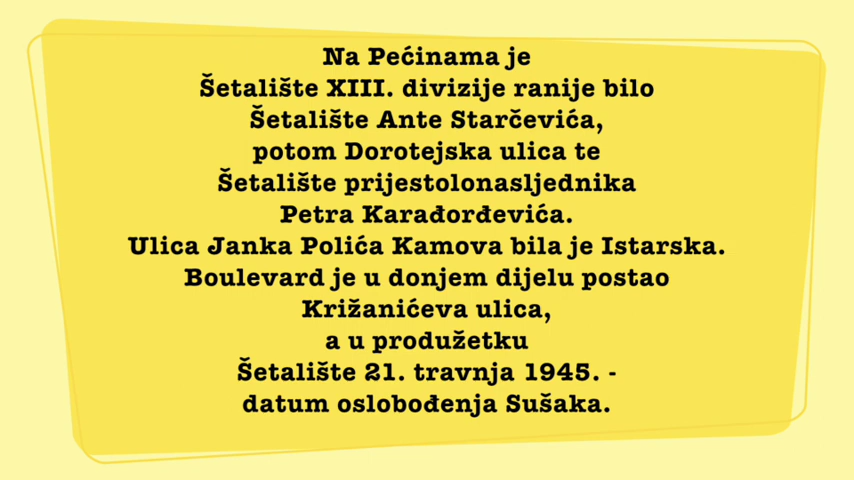 Na Pećinama je
Šetalište XIII. divizije ranije bilo
Šetalište Ante Starčevića,
potom Dorotejska ulica te
Šetalište prijestolonasljednika
Petra Karađorđevića.
Ulica Janka Polića Kamova bila je Istarska.
Boulevard je u donjem dijelu postao
Križanićeva ulica,
a u produžetku
Šetalište 21. travnja 1945. -
datum oslobođenja Sušaka.